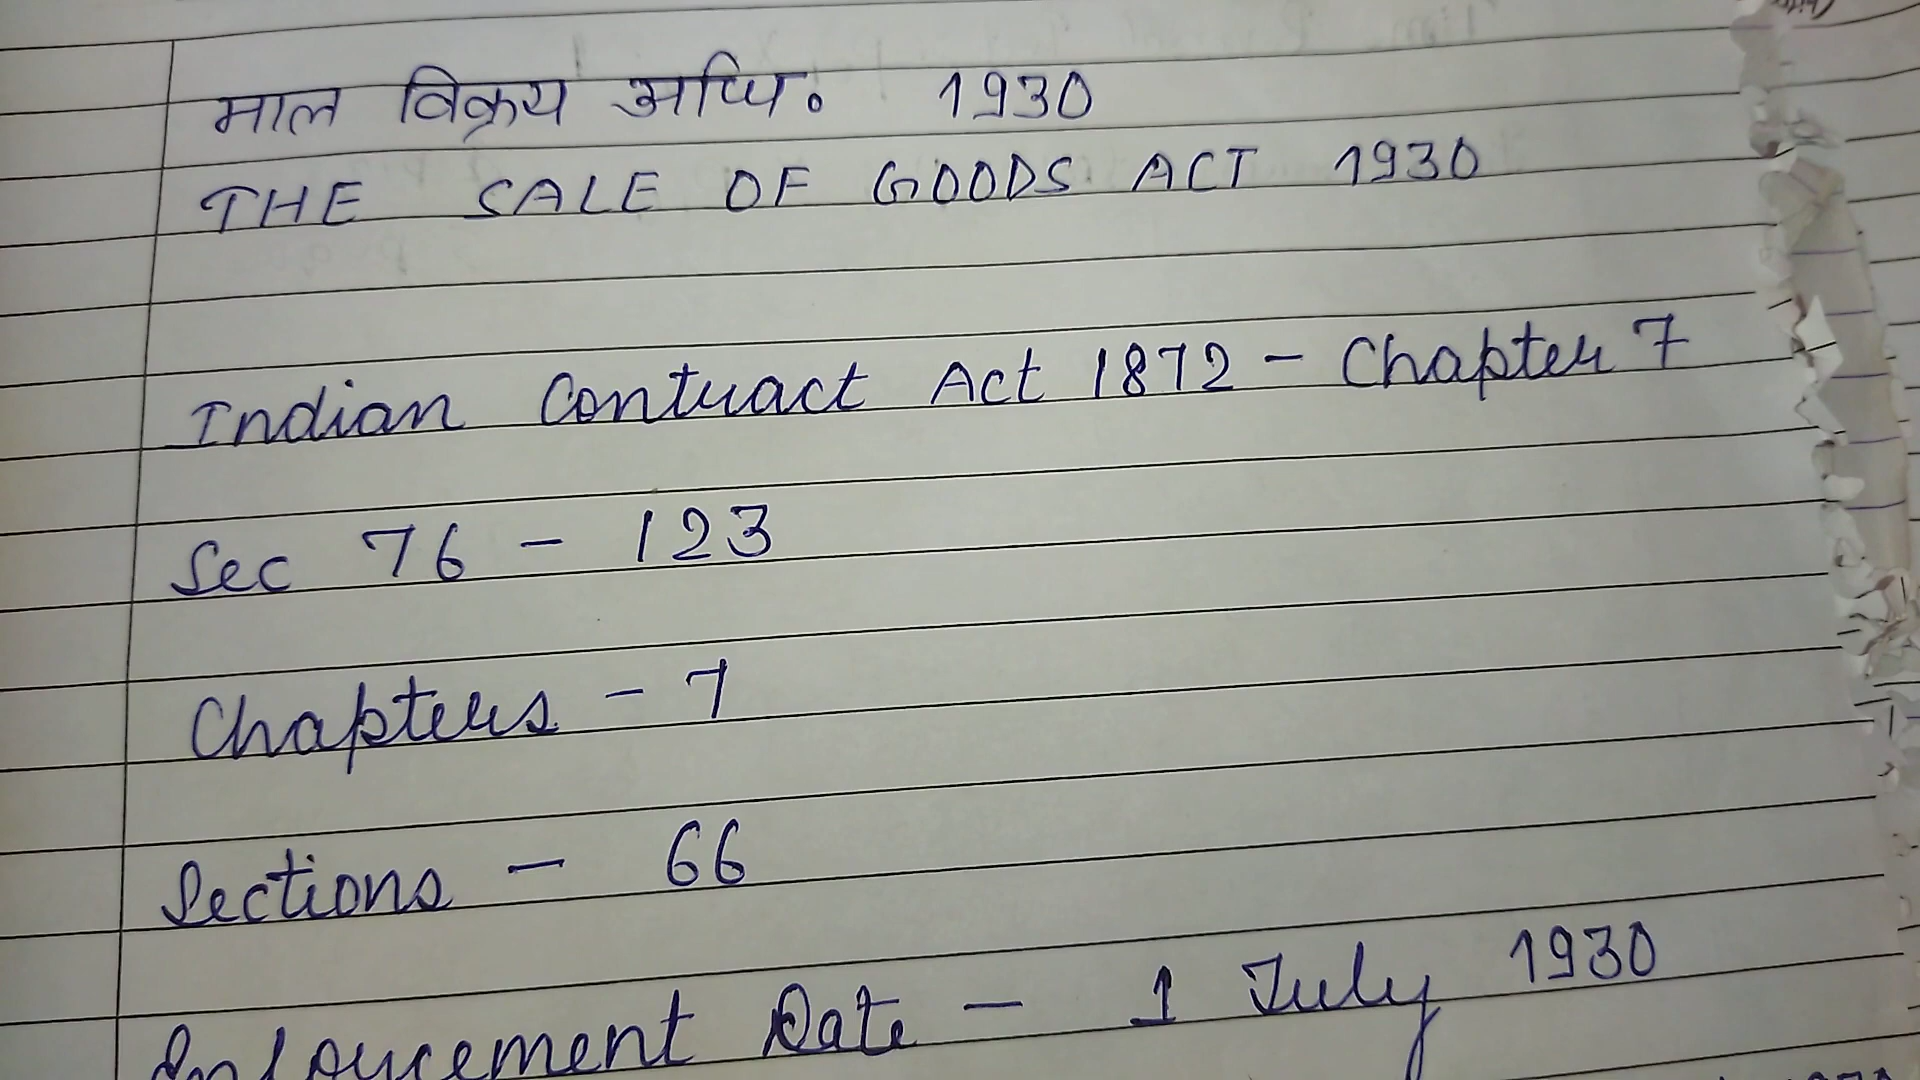 माल विक्रय अधि० 1930
THE SALE OF GOODS ACT 1930
Indian Contract Act 1872 - Chapter 7
Sec 76 - 123
Chapters - 7
Sections - 66
Enforcement Date - 1 July 1930